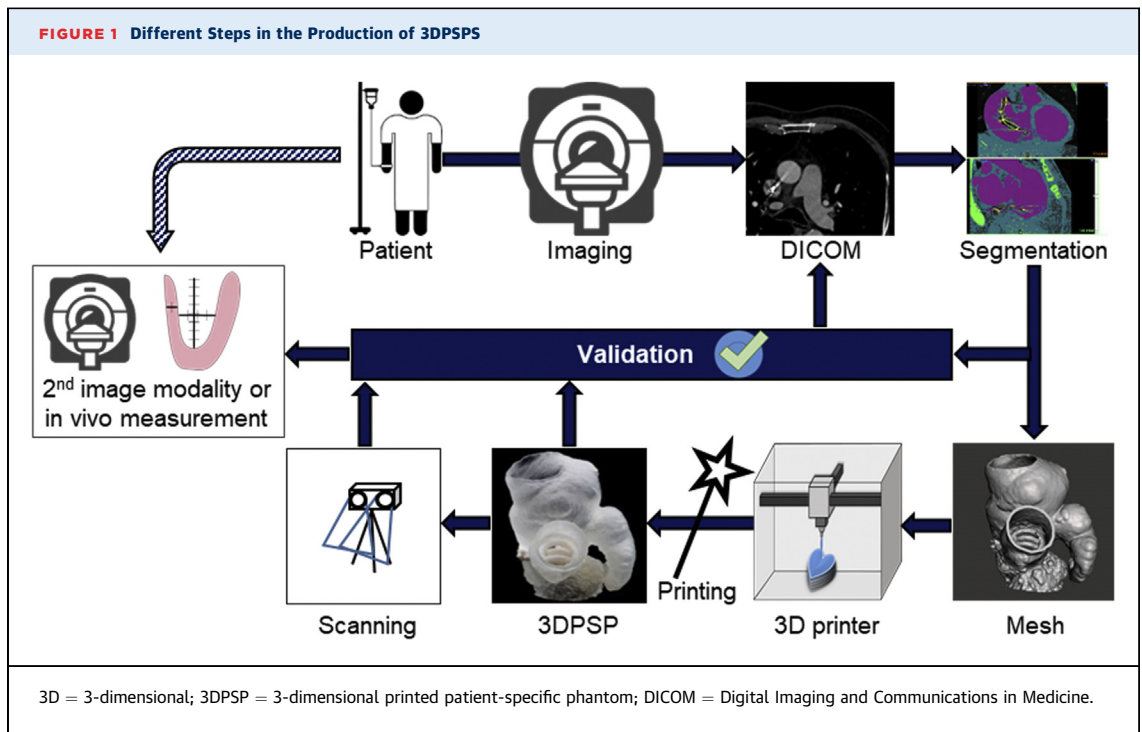 FIGURE 1 Different Steps in the Production of 3DPSPS
Patient
Imaging
DICOM
Segmentation
Validation
2nd image modality or
in vivo measurement
Printing
Scanning
3DPSP
3D printer
Mesh
3D = 3-dimensional; 3DPSP = 3-dimensional printed patient-specific phantom; DICOM = Digital Imaging and Communications in Medicine.